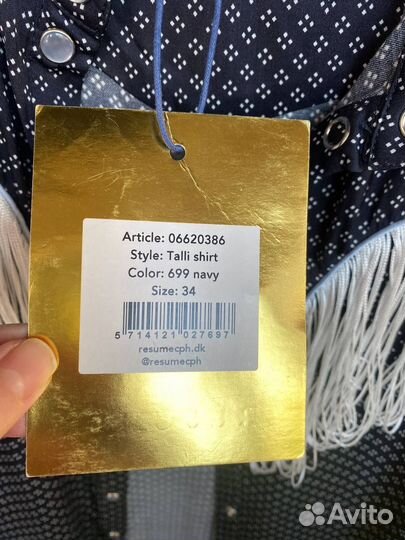 Article: 06620386
Style: Talli shirt
Color: 699 navy
Size: 34
5 714121 027697
resumecph.dk
@resumecph
Avito